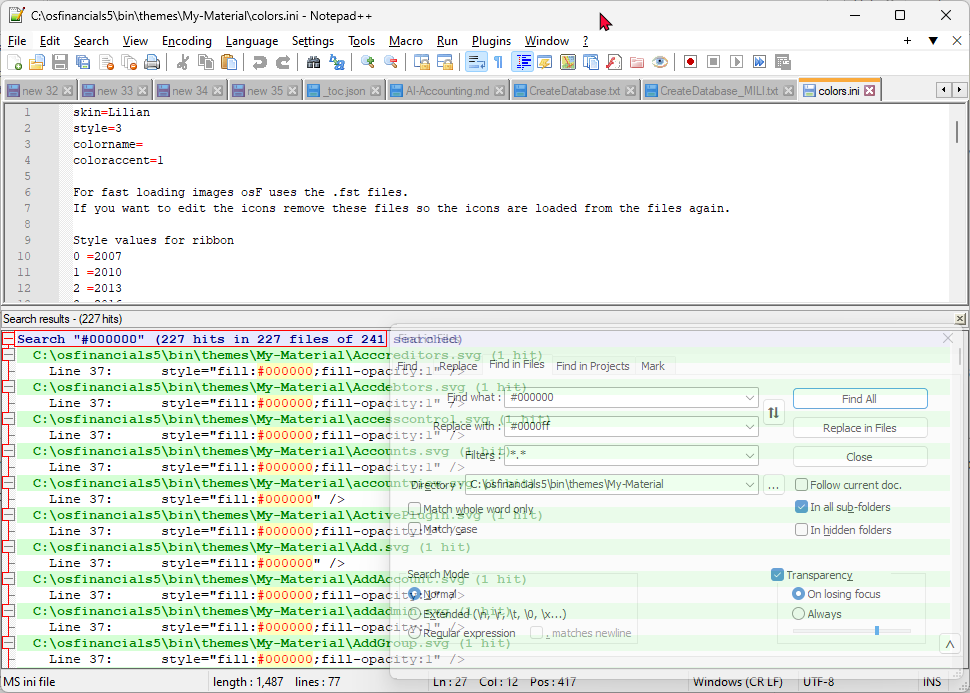 C:\osfinancials5\bin\themes\My-Material\colors.ini - Notepad++
File Edit Search View Encoding Language Settings Tools Macro Run Plugins Window ?
new 32 new 33 new 34 new 35 _toc.json AI-Accounting.md CreateDatabase.txt CreateDatabase_MILI.txt colors.ini
1 skin=Lilian
2 style=3
3 colorname=
4 coloraccent=1
5
6 For fast loading images osF uses the .fst files.
7 If you want to edit the icons remove these files so the icons are loaded from the files again.
8
9 Style values for ribbon
10 0 =2007
11 1 =2010
12 2 =2013
Search results - (227 hits)
Search "#000000" (227 hits in 227 files of 241 searched)
C:\osfinancials5\bin\themes\My-Material\Acccreditors.svg (1 hit)
Line 37: style="fill:#000000;fill-opacity:1" />
C:\osfinancials5\bin\themes\My-Material\Accdebtors.svg (1 hit)
Line 37: style="fill:#000000;fill-opacity:1" />
C:\osfinancials5\bin\themes\My-Material\accesscontrol.svg (1 hit)
Line 37: style="fill:#000000;fill-opacity:1" />
C:\osfinancials5\bin\themes\My-Material\Accounts.svg (1 hit)
Line 37: style="fill:#000000;fill-opacity:1" />
Line 37: style="fill:#000000" />
C:\osfinancials5\bin\themes\My-Material\ActivePlugin.svg (1 hit)
Line 37: style="fill:#000000;fill-opacity:1" />
C:\osfinancials5\bin\themes\My-Material\Add.svg (1 hit)
Line 37: style="fill:#000000" />
C:\osfinancials5\bin\themes\My-Material\AddAccount.svg (1 hit)
Line 37: style="fill:#000000;fill-opacity:1" />
C:\osfinancials5\bin\themes\My-Material\addadmin.svg (1 hit)
Line 37: style="fill:#000000;fill-opacity:1" />
C:\osfinancials5\bin\themes\My-Material\AddGroup.svg (1 hit)
Line 37: style="fill:#000000;fill-opacity:1" />
Find in Files
Find Replace Find in Files Find in Projects Mark
Find what : #000000 Find All
Replace with : #0000ff Replace in Files
Filters : *.* Close
Directory : C:\osfinancials5\bin\themes\My-Material ... Follow current doc.
Match whole word only In all sub-folders
Match case In hidden folders
Search Mode Transparency
Normal On losing focus
Extended (\n, \r, \t, \0, \x...) Always
Regular expression . matches newline
MS ini file length : 1,487 lines : 77 Ln : 27 Col : 12 Pos : 417 Windows (CR LF) UTF-8 INS